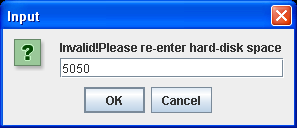 Input
Invalid!Please re-enter hard-disk space
5050
OK Cancel